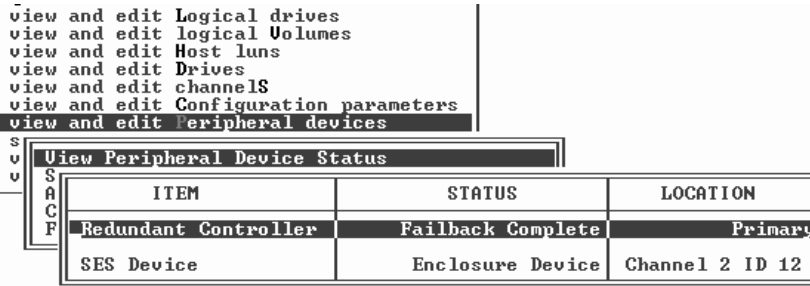 view and edit Logical drives
view and edit logical Volumes
view and edit Host luns
view and edit Drives
view and edit channelS
view and edit Configuration parameters
view and edit Peripheral devices
S
v
v
View Peripheral Device Status
S
A
C
F
ITEM STATUS LOCATION
Redundant Controller Failback Complete Primary
SES Device Enclosure Device Channel 2 ID 12